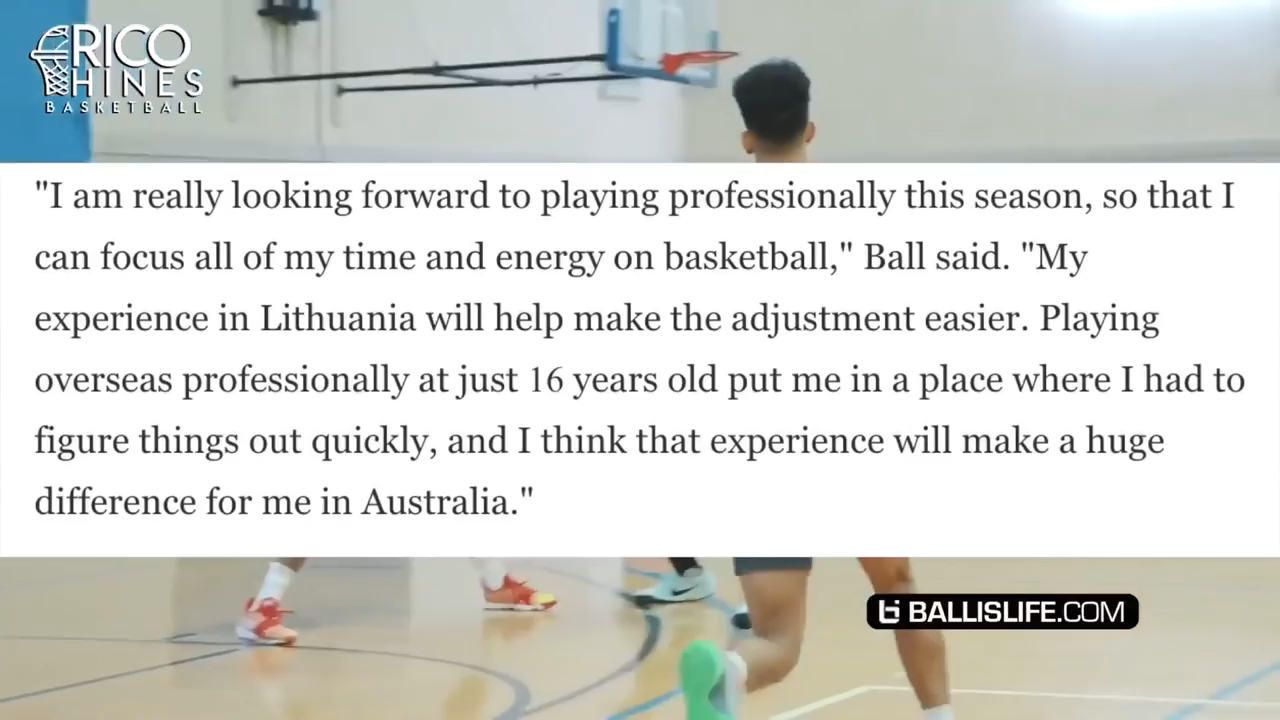 RICO
HINES
BASKETBALL
"I am really looking forward to playing professionally this season, so that I
can focus all of my time and energy on basketball," Ball said. "My
experience in Lithuania will help make the adjustment easier. Playing
overseas professionally at just 16 years old put me in a place where I had to
figure things out quickly, and I think that experience will make a huge
difference for me in Australia."
BALLISLIFE.COM